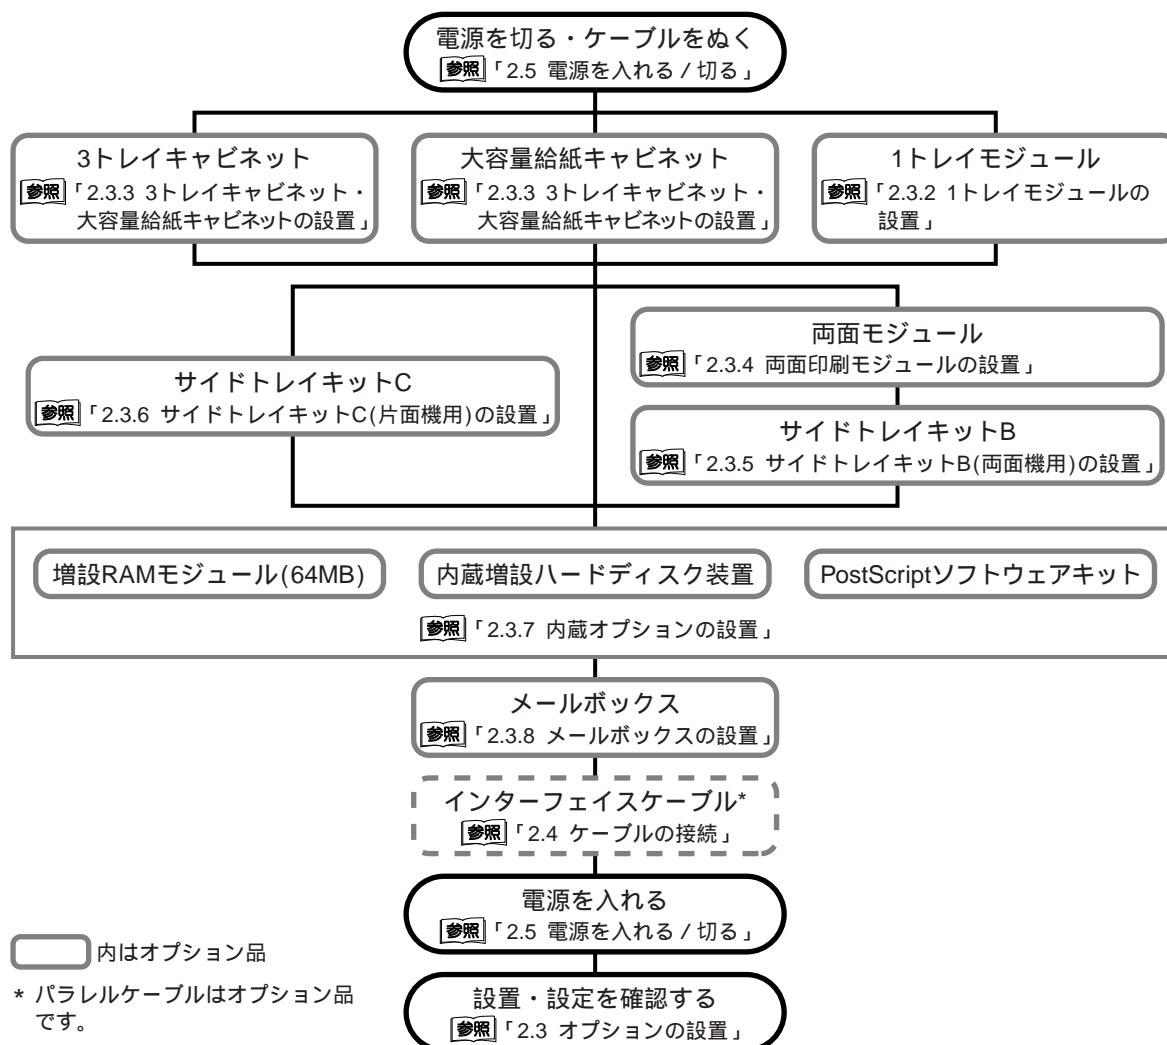 電源を切る・ケーブルをぬく
参照「2.5 電源を入れる / 切る」
3トレイキャビネット
参照「2.3.3 3トレイキャビネット・
大容量給紙キャビネットの設置」
大容量給紙キャビネット
参照「2.3.3 3トレイキャビネット・
大容量給紙キャビネットの設置」
1トレイモジュール
参照「2.3.2 1トレイモジュールの
設置」
サイドトレイキットC
参照「2.3.6 サイドトレイキットC(片面機用)の設置」
両面モジュール
参照「2.3.4 両面印刷モジュールの設置」
サイドトレイキットB
参照「2.3.5 サイドトレイキットB(両面機用)の設置」
増設RAMモジュール(64MB)
内蔵増設ハードディスク装置
PostScriptソフトウェアキット
参照「2.3.7 内蔵オプションの設置」
メールボックス
参照「2.3.8 メールボックスの設置」
インターフェイスケーブル*
参照「2.4 ケーブルの接続」
電源を入れる
参照「2.5 電源を入れる / 切る」
設置・設定を確認する
参照「2.3 オプションの設置」
内はオプション品
* パラレルケーブルはオプション品
です。